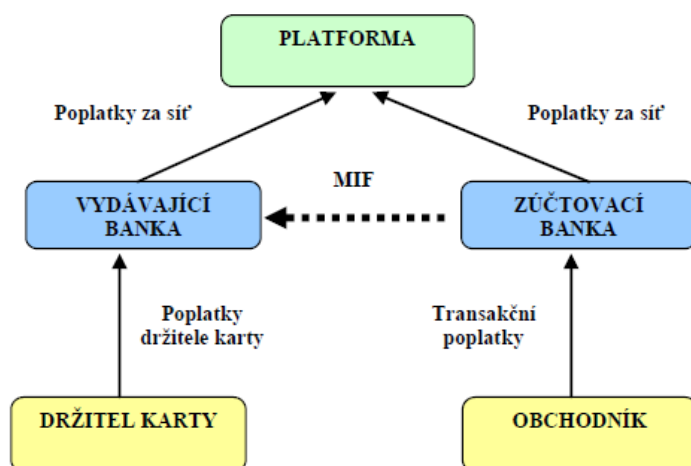 PLATFORMA
Poplatky za síť
Poplatky za síť
MIF
VYDÁVAJÍCÍ
BANKA
ZÚČTOVACÍ
BANKA
Poplatky
držitele karty
Transakční
poplatky
DRŽITEL KARTY
OBCHODNÍK